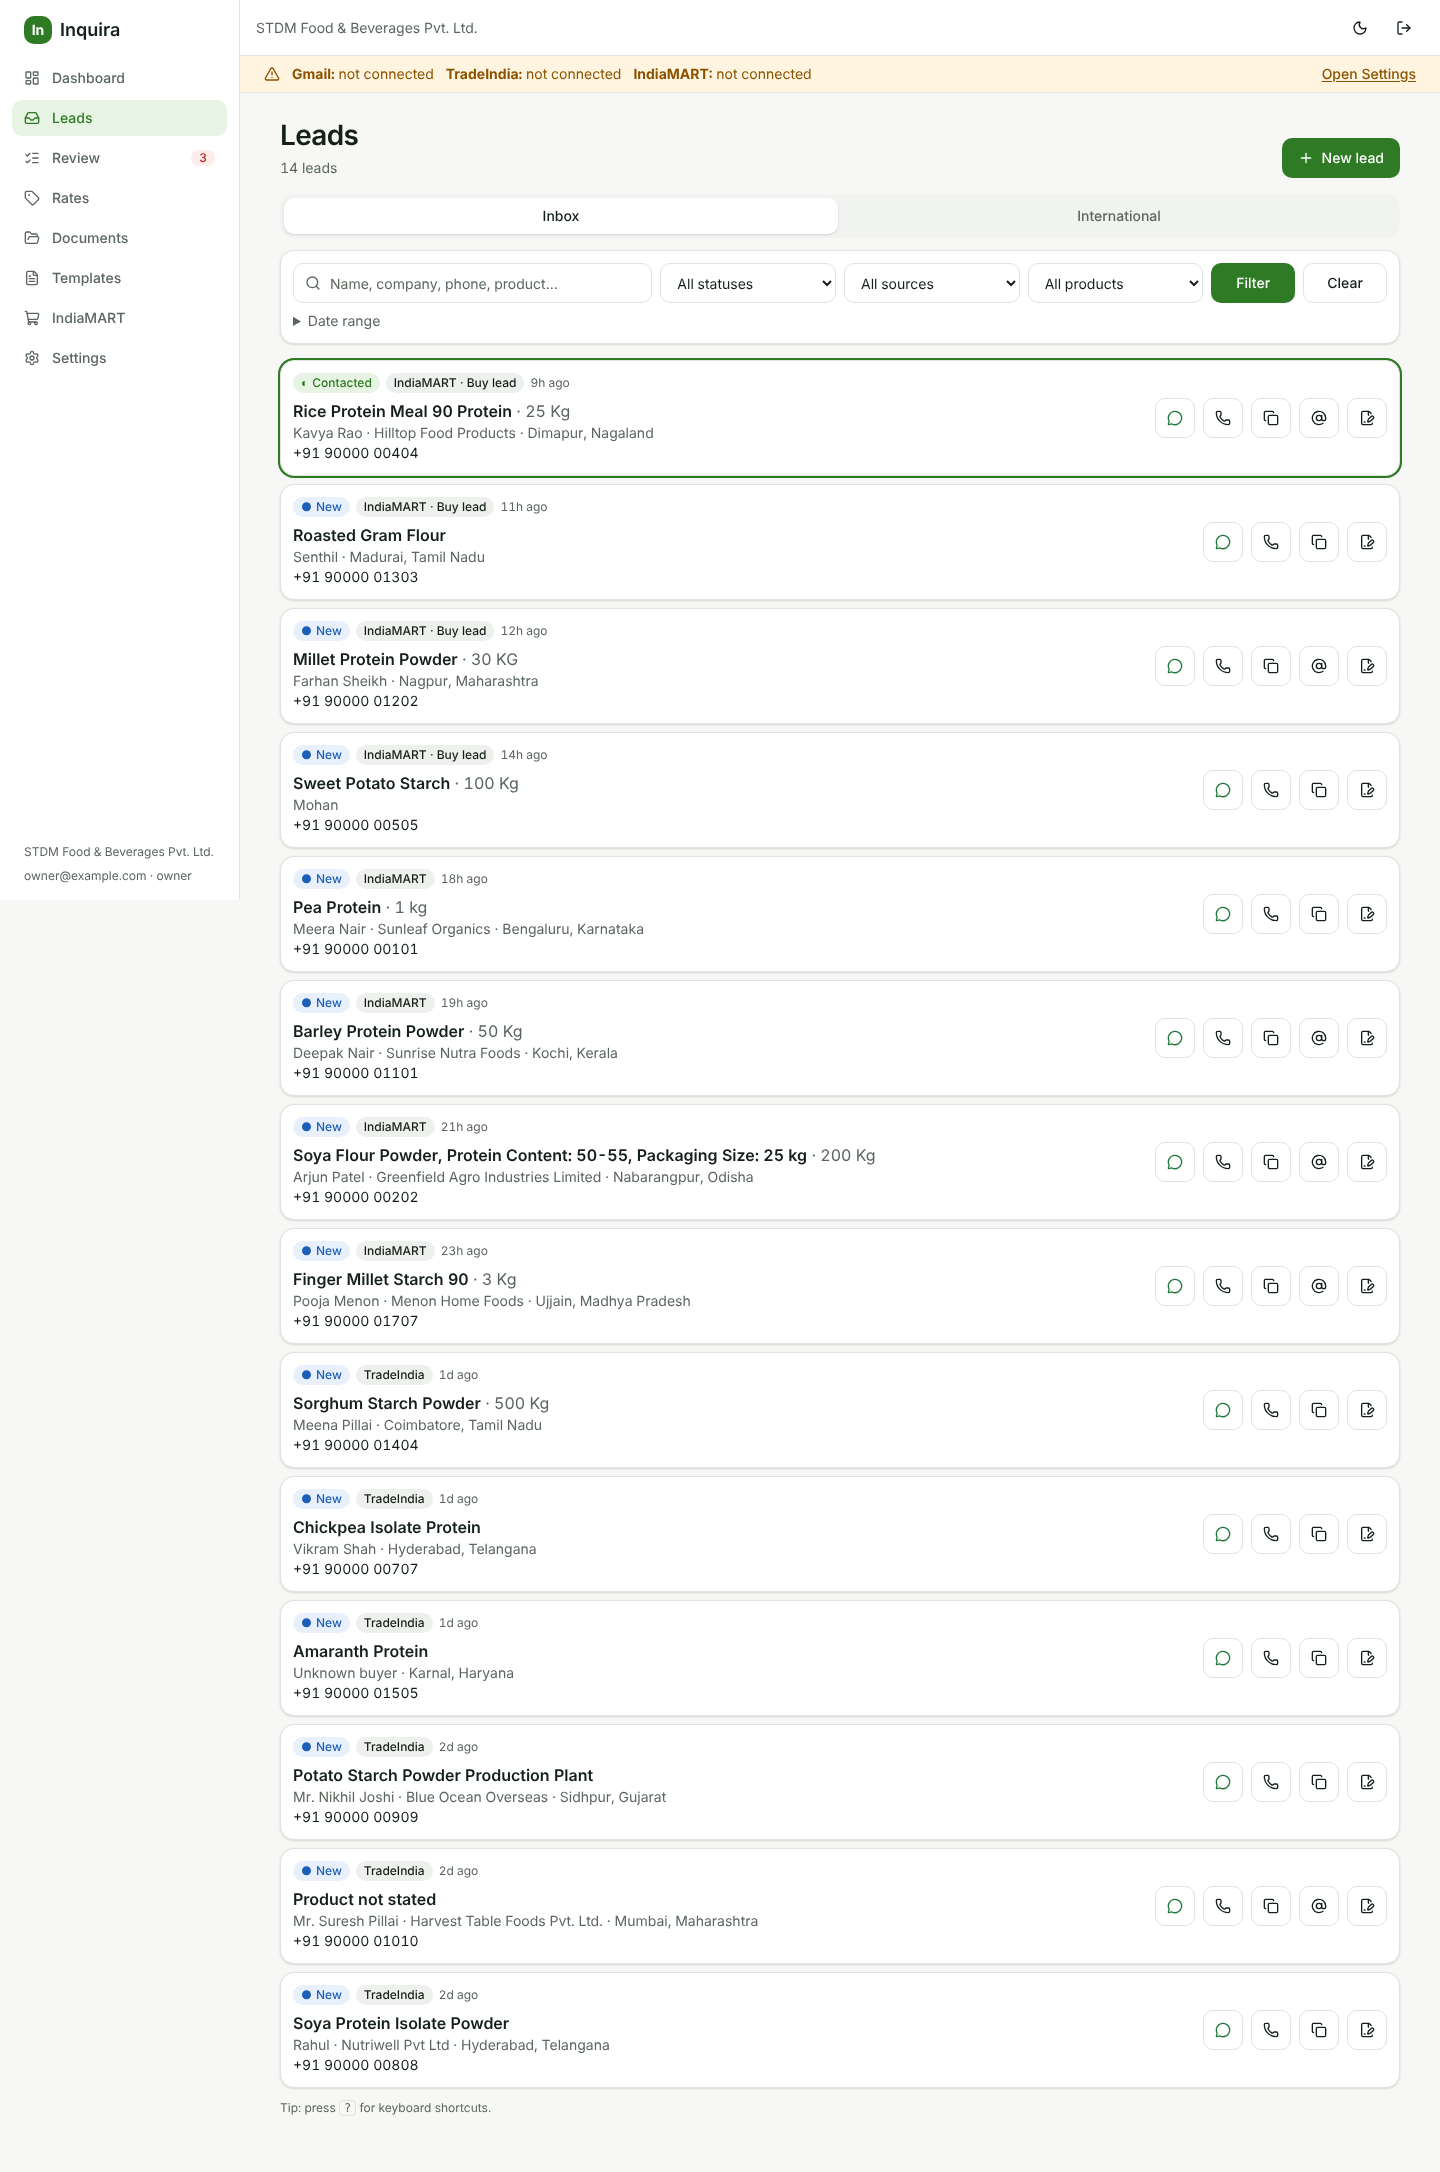 In Inquira
STDM Food & Beverages Pvt. Ltd.
Gmail: not connected TradeIndia: not connected IndiaMART: not connected Open Settings
Dashboard
Leads
Review 3
Rates
Documents
Templates
IndiaMART
Settings
STDM Food & Beverages Pvt. Ltd.
owner@example.com · owner
Leads
14 leads
New lead
Inbox International
Name, company, phone, product... All statuses All sources All products Filter Clear
Date range
Contacted IndiaMART · Buy lead 9h ago
Rice Protein Meal 90 Protein · 25 Kg
Kavya Rao · Hilltop Food Products · Dimapur, Nagaland
+91 90000 00404
New IndiaMART · Buy lead 11h ago
Roasted Gram Flour
Senthil · Madurai, Tamil Nadu
+91 90000 01303
New IndiaMART · Buy lead 12h ago
Millet Protein Powder · 30 KG
Farhan Sheikh · Nagpur, Maharashtra
+91 90000 01202
New IndiaMART · Buy lead 14h ago
Sweet Potato Starch · 100 Kg
Mohan
+91 90000 00505
New IndiaMART 18h ago
Pea Protein · 1 kg
Meera Nair · Sunleaf Organics · Bengaluru, Karnataka
+91 90000 00101
New IndiaMART 19h ago
Barley Protein Powder · 50 Kg
Deepak Nair · Sunrise Nutra Foods · Kochi, Kerala
+91 90000 01101
New IndiaMART 21h ago
Soya Flour Powder, Protein Content: 50-55, Packaging Size: 25 kg · 200 Kg
Arjun Patel · Greenfield Agro Industries Limited · Nabarangpur, Odisha
+91 90000 00202
New IndiaMART 23h ago
Finger Millet Starch 90 · 3 Kg
Pooja Menon · Menon Home Foods · Ujjain, Madhya Pradesh
+91 90000 01707
New TradeIndia 1d ago
Sorghum Starch Powder · 500 Kg
Meena Pillai · Coimbatore, Tamil Nadu
+91 90000 01404
New TradeIndia 1d ago
Chickpea Isolate Protein
Vikram Shah · Hyderabad, Telangana
+91 90000 00707
New TradeIndia 1d ago
Amaranth Protein
Unknown buyer · Karnal, Haryana
+91 90000 01505
New TradeIndia 2d ago
Potato Starch Powder Production Plant
Mr. Nikhil Joshi · Blue Ocean Overseas · Sidhpur, Gujarat
+91 90000 00909
New TradeIndia 2d ago
Product not stated
Mr. Suresh Pillai · Harvest Table Foods Pvt. Ltd. · Mumbai, Maharashtra
+91 90000 01010
New TradeIndia 2d ago
Soya Protein Isolate Powder
Rahul · Nutriwell Pvt Ltd · Hyderabad, Telangana
+91 90000 00808
Tip: press ? for keyboard shortcuts.